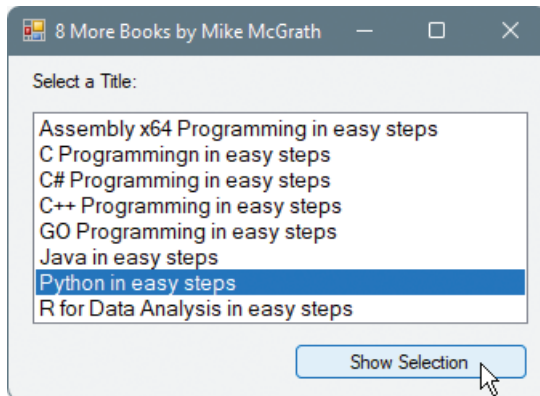 8 More Books by Mike McGrath
Select a Title:
Assembly x64 Programming in easy steps
C Programmingn in easy steps
C# Programming in easy steps
C++ Programming in easy steps
GO Programming in easy steps
Java in easy steps
Python in easy steps
R for Data Analysis in easy steps
Show Selection